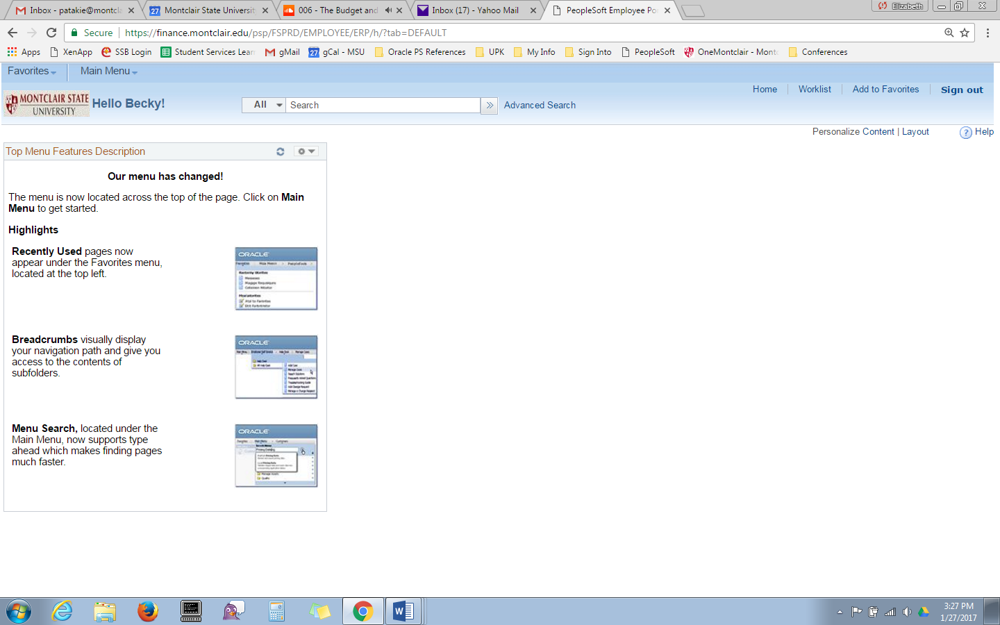 Inbox - patakie@montcla
Montclair State University
006 - The Budget and
Inbox (17) - Yahoo Mail
PeopleSoft Employee Po
Elizabeth
Secure
https://finance.montclair.edu/psp/FSPRD/EMPLOYEE/ERP/h/?tab=DEFAULT
Apps
XenApp
SSB Login
Student Services Lear
gMail
27 gCal - MSU
Oracle PS References
UPK
My Info
Sign Into
PeopleSoft
OneMontclair - Mont
Conferences
Favorites
Main Menu
Home
Worklist
Add to Favorites
Sign out
MONTCLAIR STATE
UNIVERSITY
Hello Becky!
All
Search
Advanced Search
Personalize Content | Layout
? Help
Top Menu Features Description
Our menu has changed!
The menu is now located across the top of the page. Click on Main
Menu to get started.
Highlights
Recently Used pages now
appear under the Favorites menu,
located at the top left.
ORACLE
Breadcrumbs visually display
your navigation path and give you
access to the contents of
subfolders.
ORACLE
Menu Search, located under the
Main Menu, now supports type
ahead which makes finding pages
much faster.
ORACLE
3:27 PM
1/27/2017